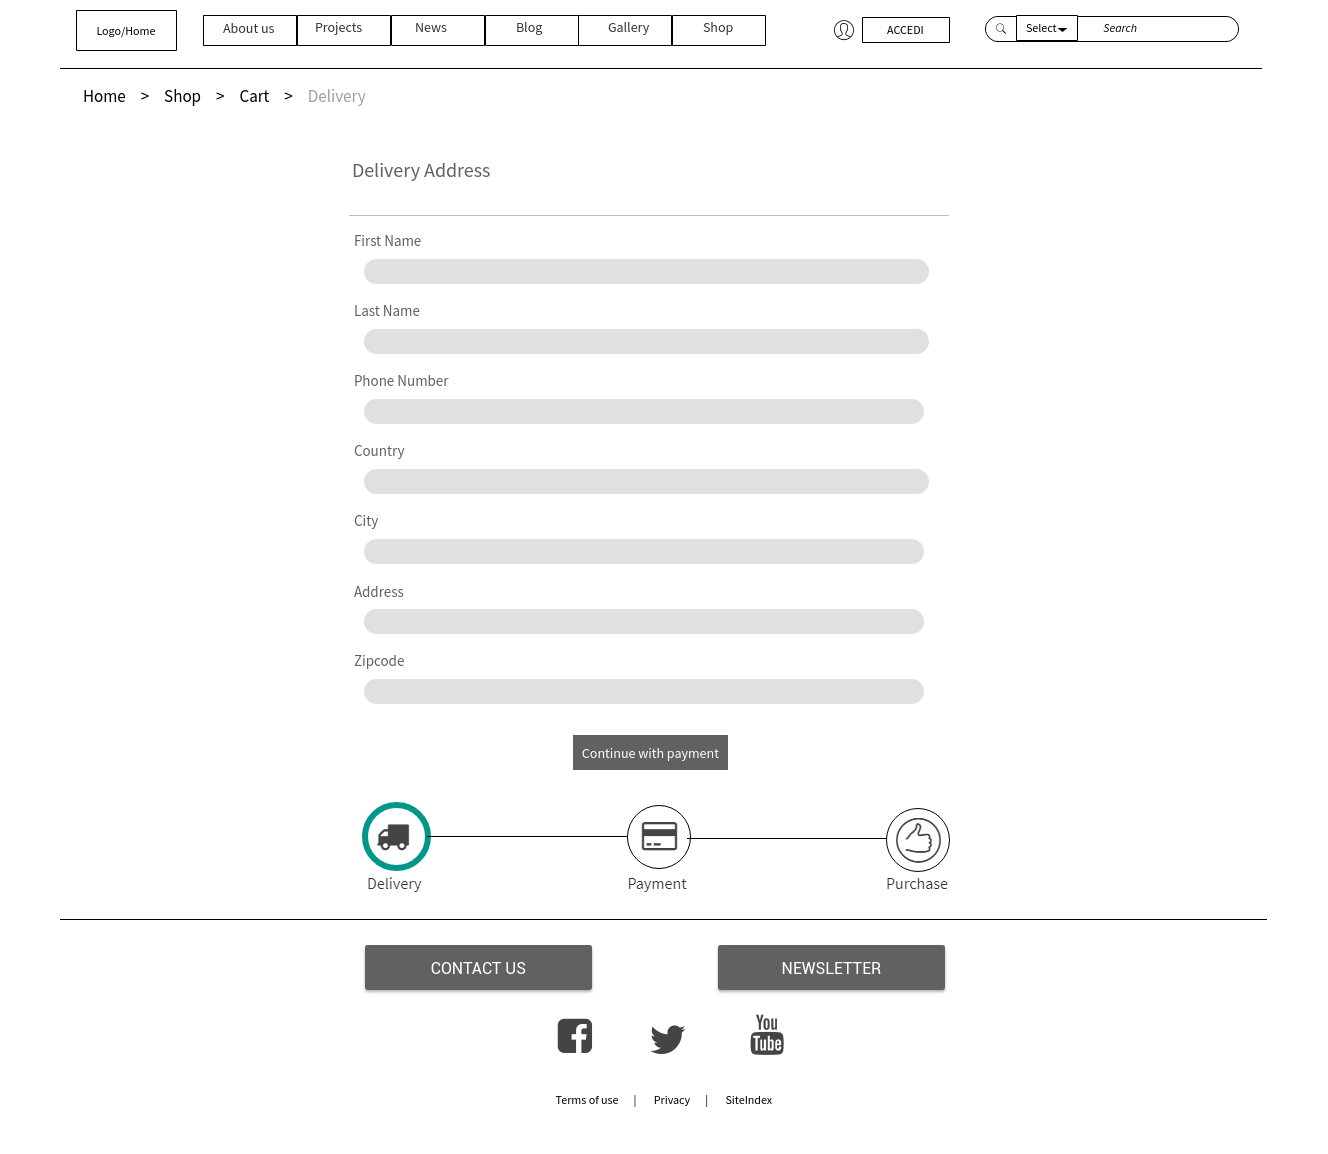 Logo/Home About us Projects News Blog Gallery Shop ACCEDI Select Search
Home > Shop > Cart > Delivery
Delivery Address
First Name
Last Name
Phone Number
Country
City
Address
Zipcode
Continue with payment
Delivery Payment Purchase
CONTACT US NEWSLETTER
You
Tube
Terms of use | Privacy | SiteIndex